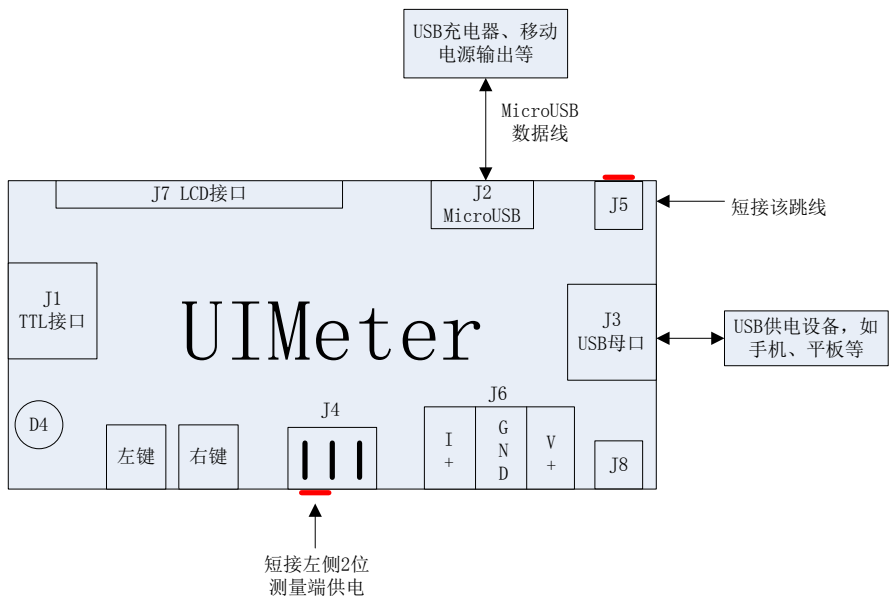 USB充电器、移动
电源输出等
MicroUSB
数据线
J7 LCD接口
J2
MicroUSB
J5
短接该跳线
J1
TTL接口
UIMeter
J3
USB母口
USB供电设备，如
手机、平板等
D4
左键
右键
J4
J6
I
+
G
N
D
V
+
J8
短接左侧2位
测量端供电